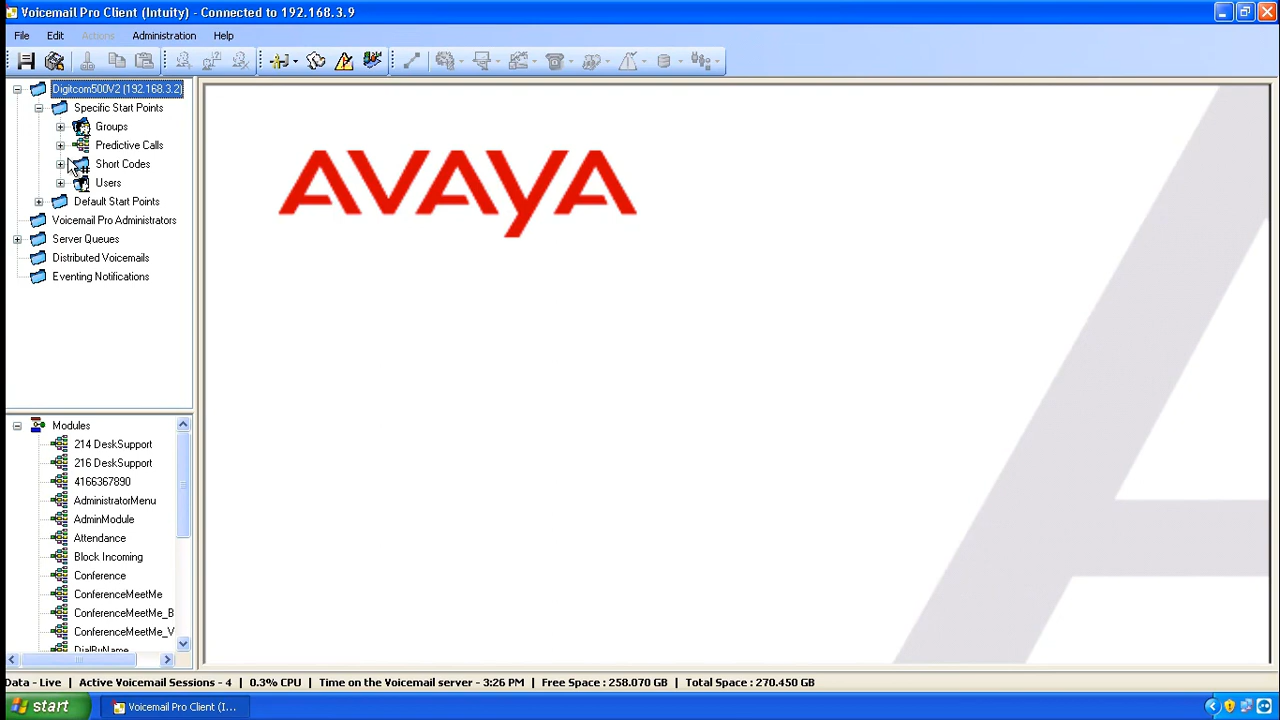 Voicemail Pro Client (Intuity) - Connected to 192.168.3.9
File Edit Actions Administration Help
Digitcom500V2 (192.168.3.2)
Specific Start Points
Groups
Predictive Calls
Short Codes
Users
Default Start Points
Voicemail Pro Administrators
Server Queues
Distributed Voicemails
Eventing Notifications
AVAYA
Modules
214 DeskSupport
216 DeskSupport
4166367890
AdministratorMenu
AdminModule
Attendance
Block Incoming
Conference
ConferenceMeetMe
ConferenceMeetMe_B
ConferenceMeetMe_V
DialByName
Data - Live | Active Voicemail Sessions - 4 | 0.3% CPU | Time on the Voicemail server - 3:26 PM | Free Space : 258.070 GB | Total Space : 270.450 GB
start Voicemail Pro Client (I...